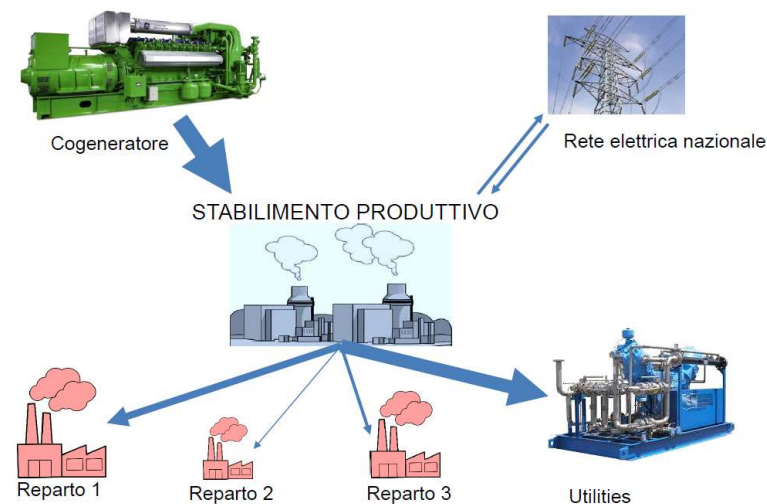 Cogeneratore
Rete elettrica nazionale
STABILIMENTO PRODUTTIVO
Reparto 1
Reparto 2
Reparto 3
Utilities